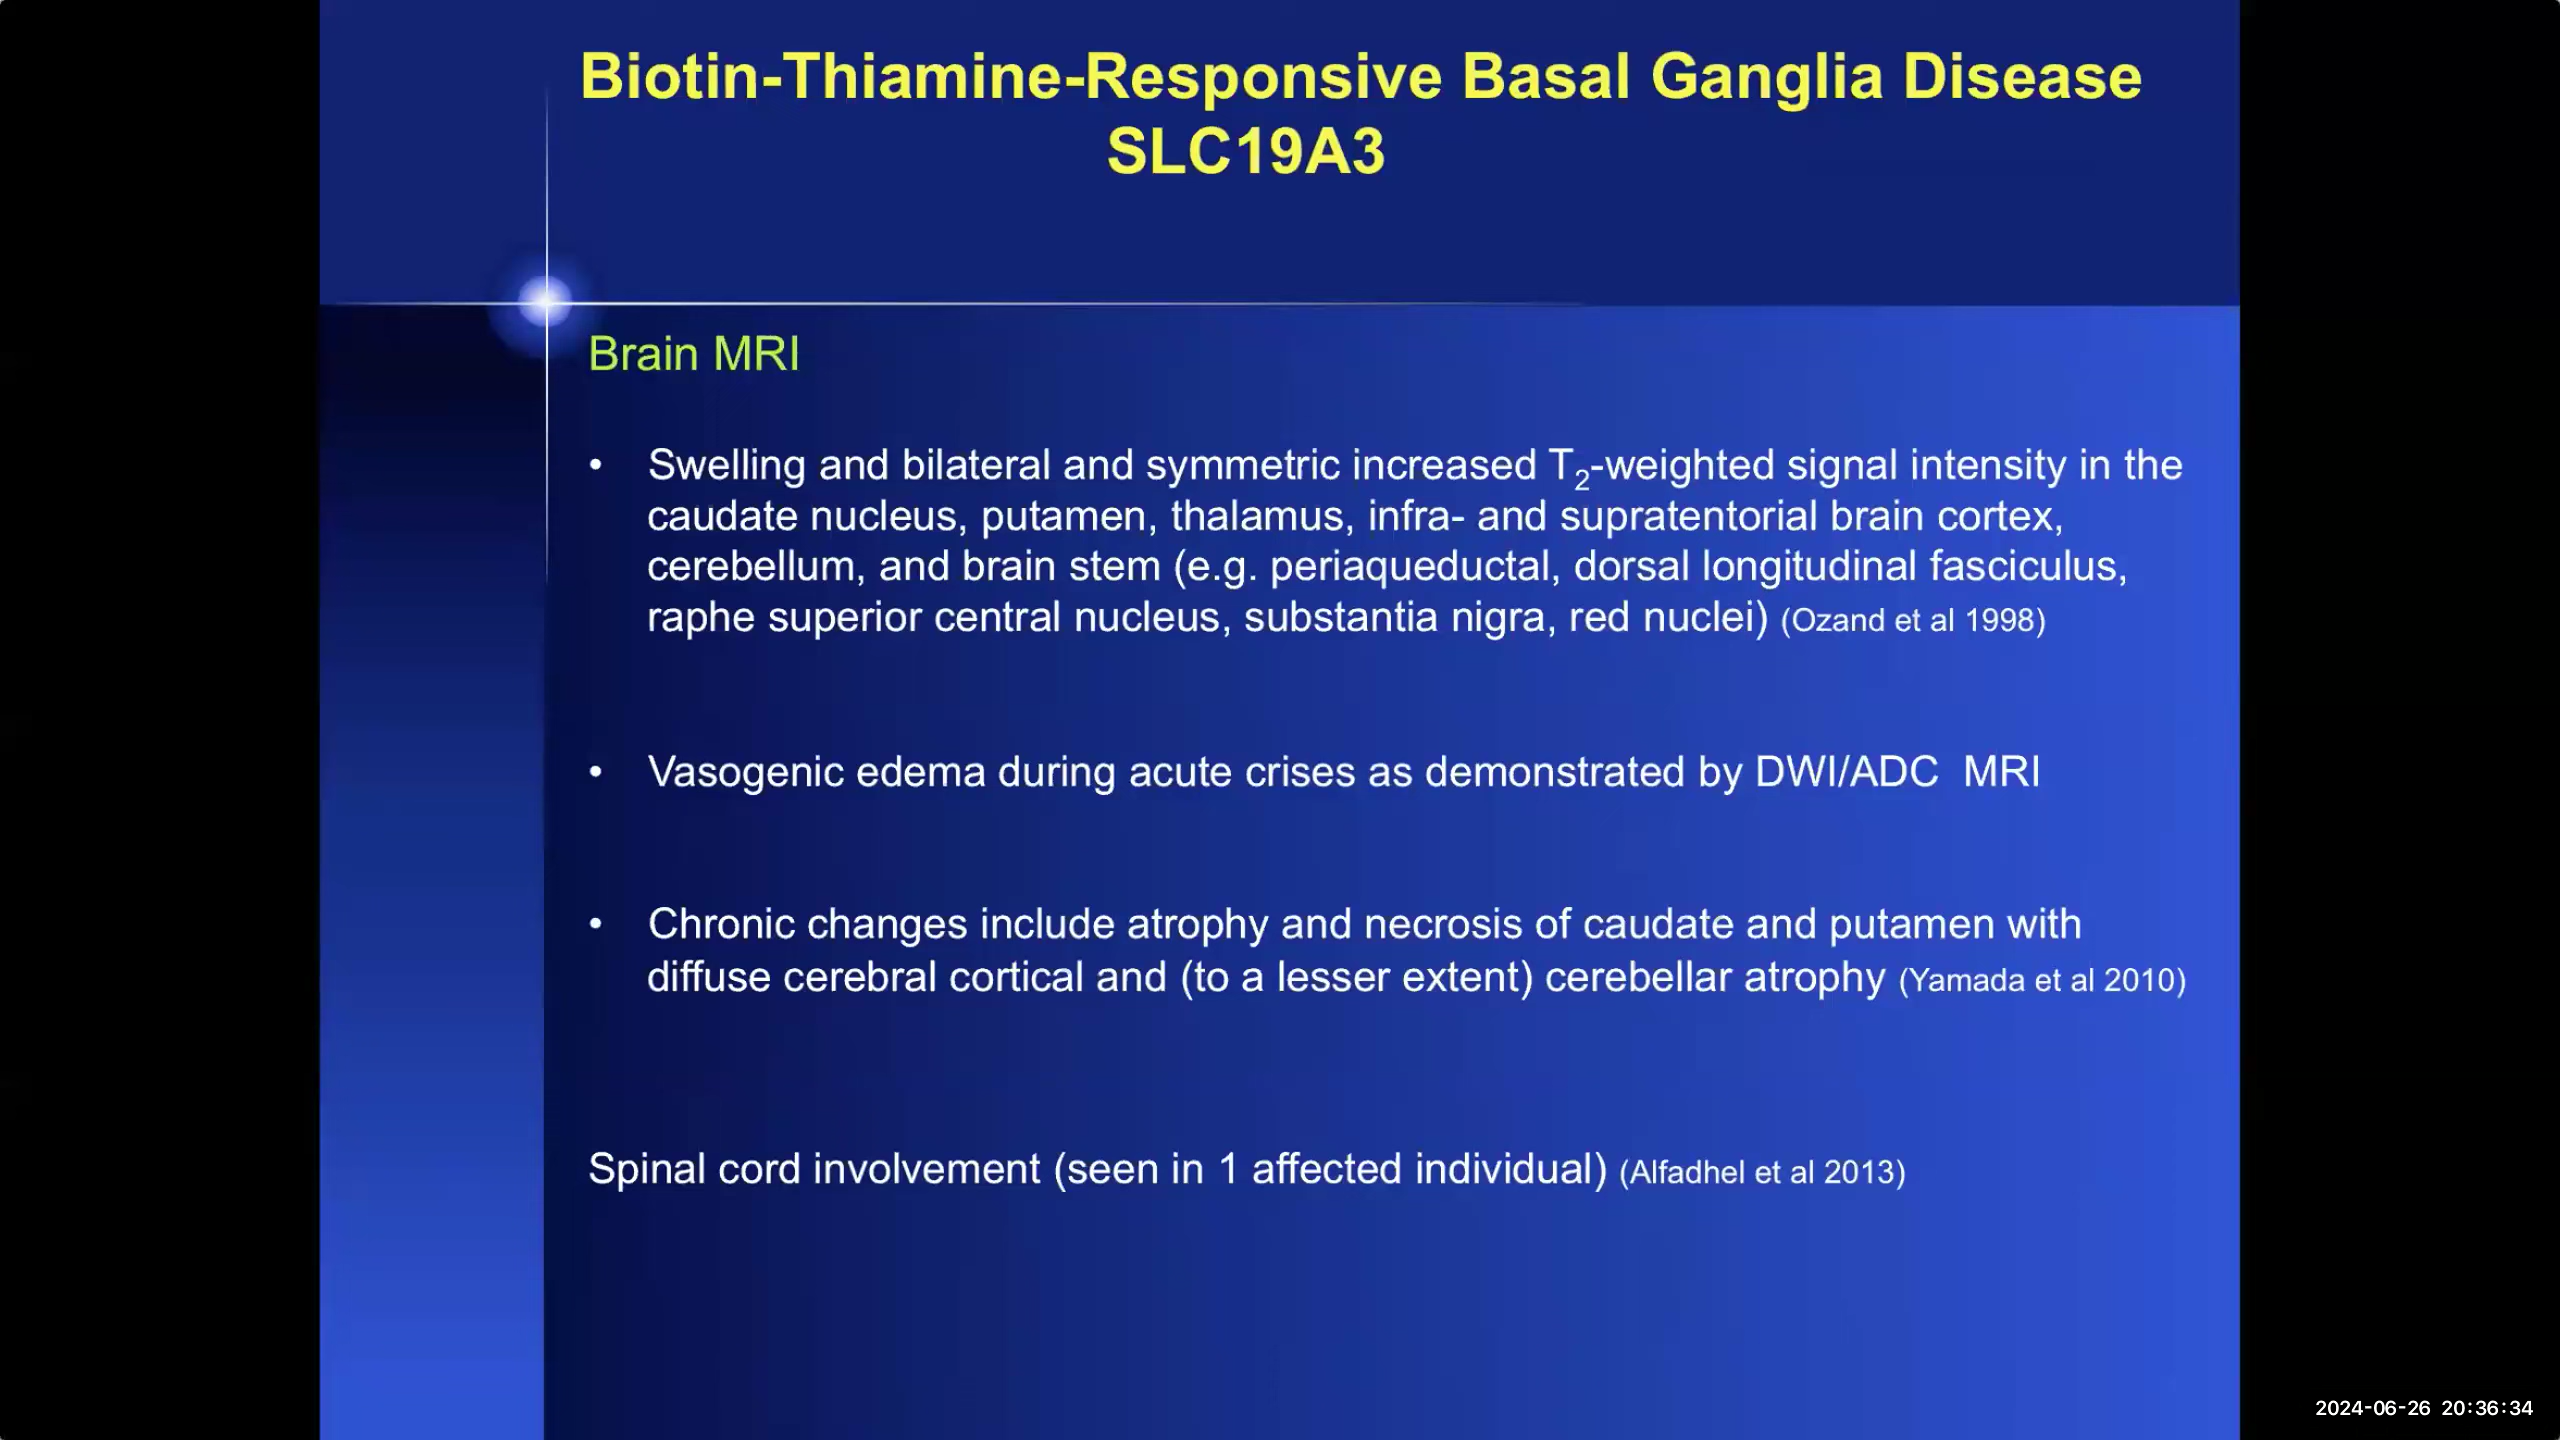 Biotin-Thiamine-Responsive Basal Ganglia Disease
SLC19A3
Brain MRI
• Swelling and bilateral and symmetric increased T2-weighted signal intensity in the
caudate nucleus, putamen, thalamus, infra- and supratentorial brain cortex,
cerebellum, and brain stem (e.g. periaqueductal, dorsal longitudinal fasciculus,
raphe superior central nucleus, substantia nigra, red nuclei) (Ozand et al 1998)
• Vasogenic edema during acute crises as demonstrated by DWI/ADC  MRI
• Chronic changes include atrophy and necrosis of caudate and putamen with
diffuse cerebral cortical and (to a lesser extent) cerebellar atrophy (Yamada et al 2010)
Spinal cord involvement (seen in 1 affected individual) (Alfadhel et al 2013)
2024-06-26 20:36:34